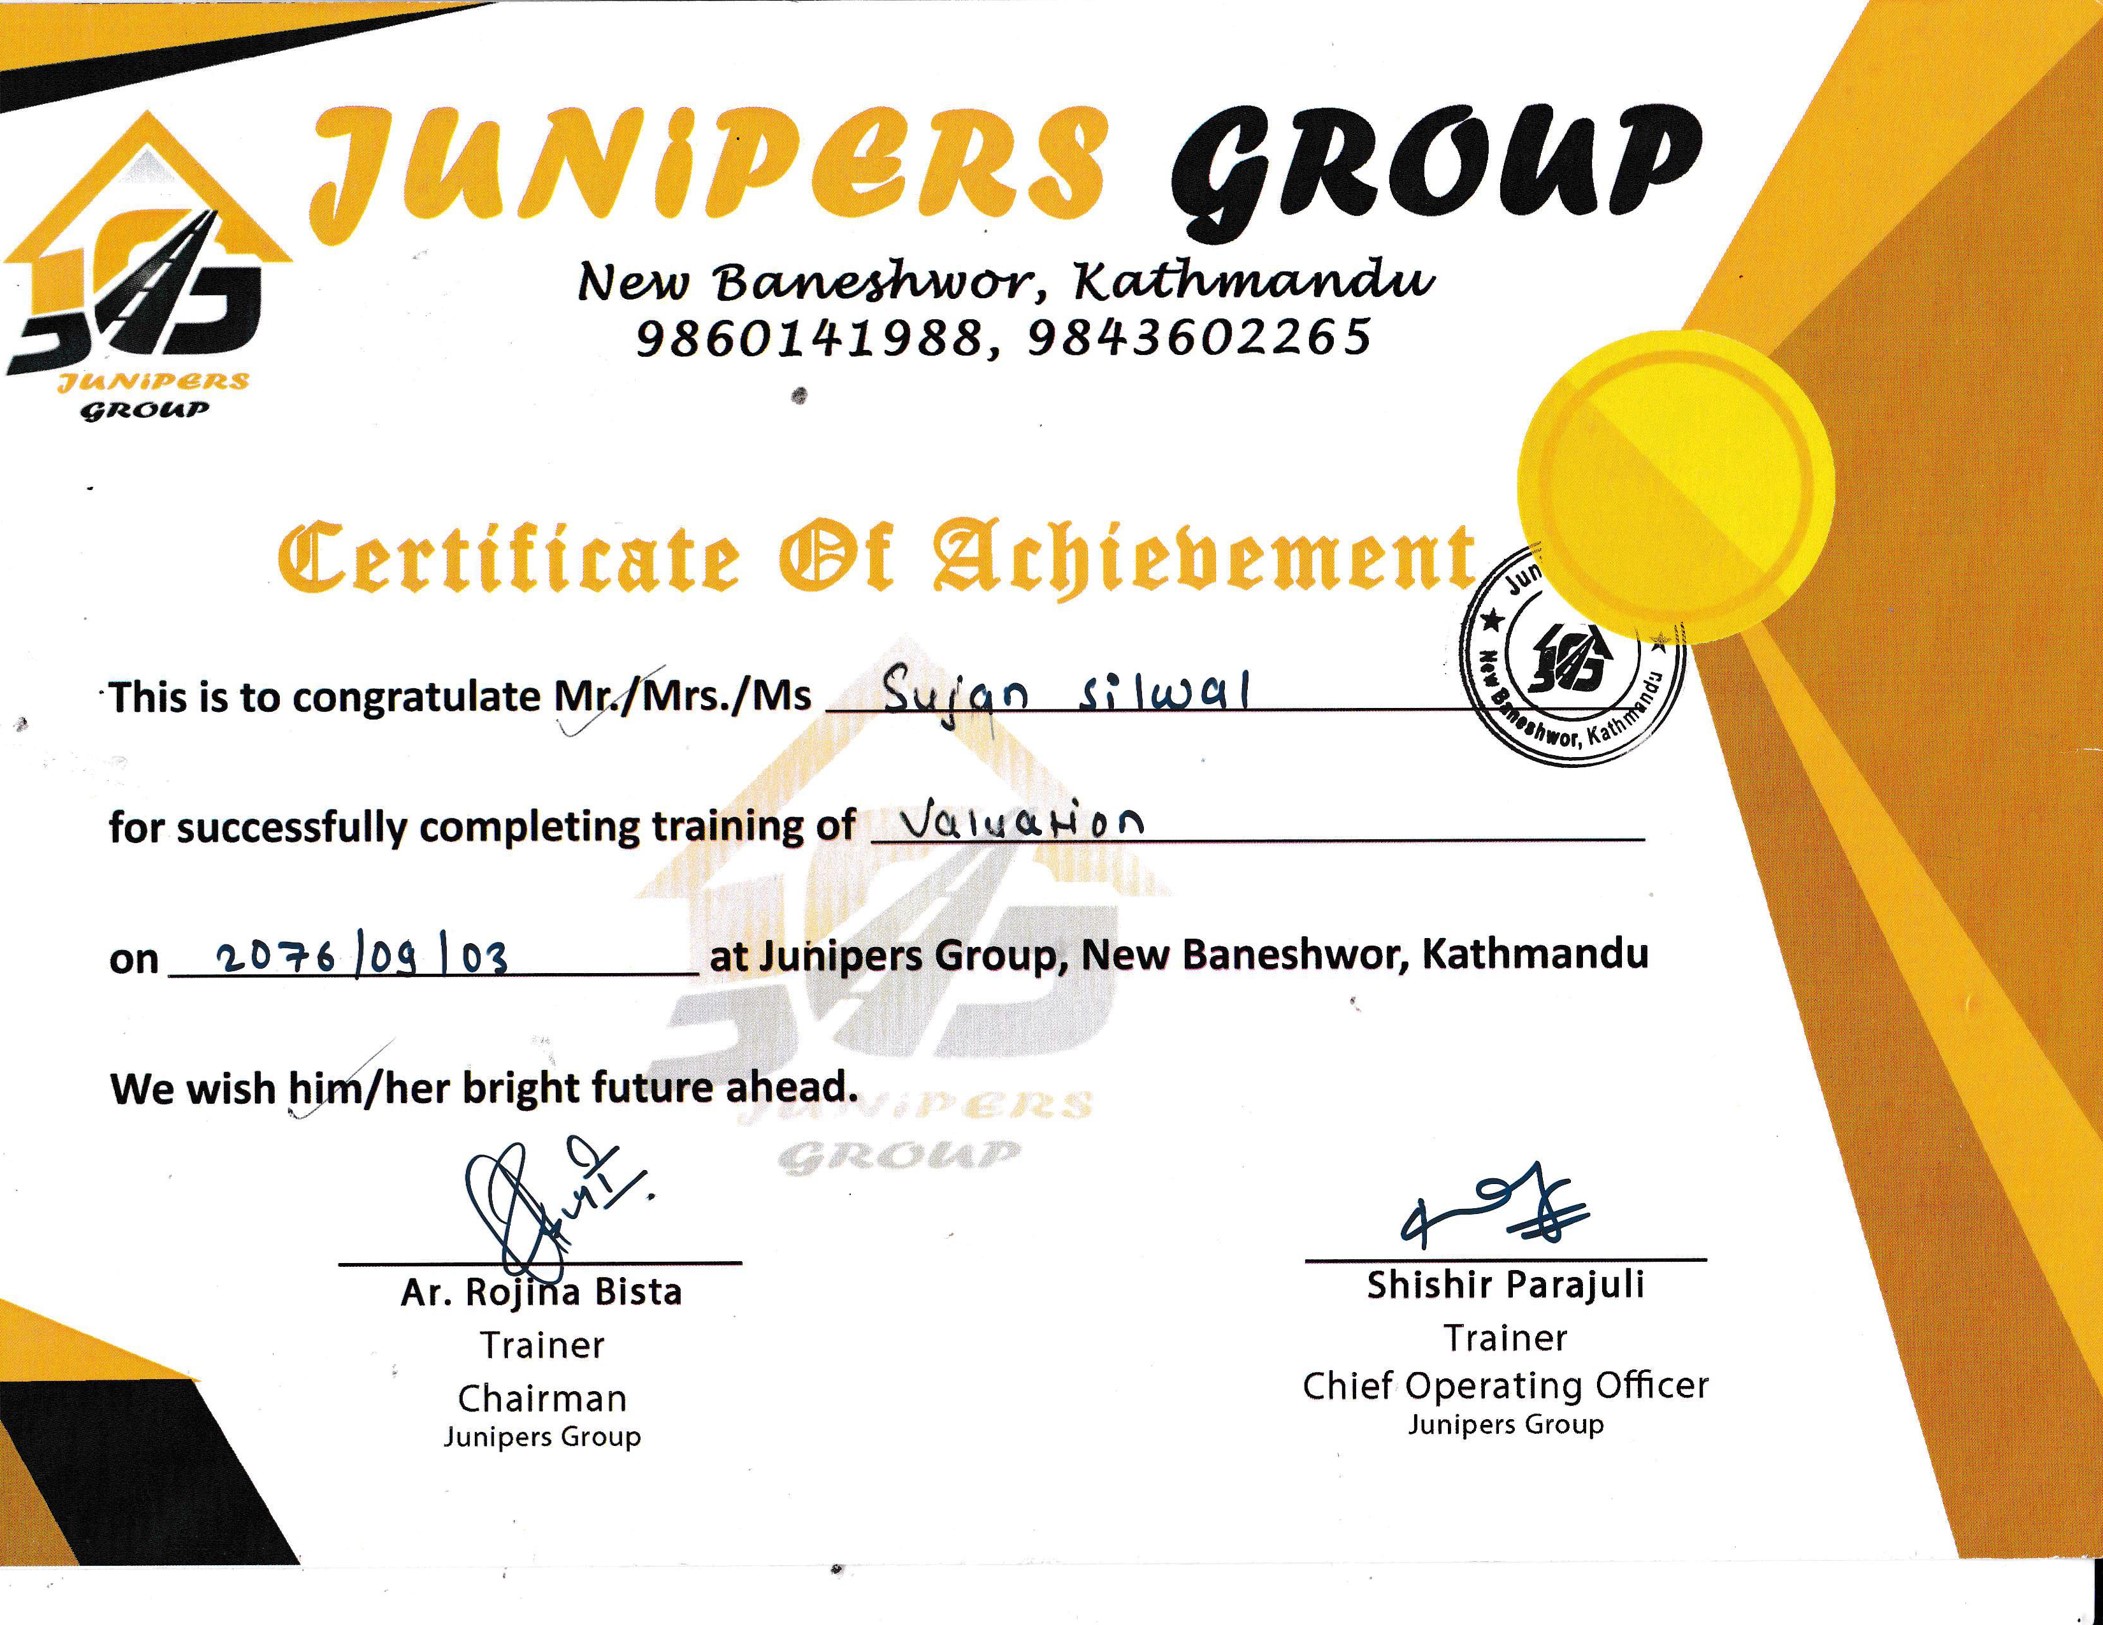 JUNiPERS GROUP
New Baneshwor, Kathmandu
9860141988, 9843602265
JUNiPERS
GROUP
Certificate Of Achievement
This is to congratulate Mr./Mrs./Ms Sujan Silwal
Jun
New Baneshwor, Kathmandu
for successfully completing training of Valuation
on 2076/09/03 at Junipers Group, New Baneshwor, Kathmandu
We wish him/her bright future ahead.
JUNiPERS
GROUP
Ar. Rojina Bista
Trainer
Chairman
Junipers Group
Shishir Parajuli
Trainer
Chief Operating Officer
Junipers Group